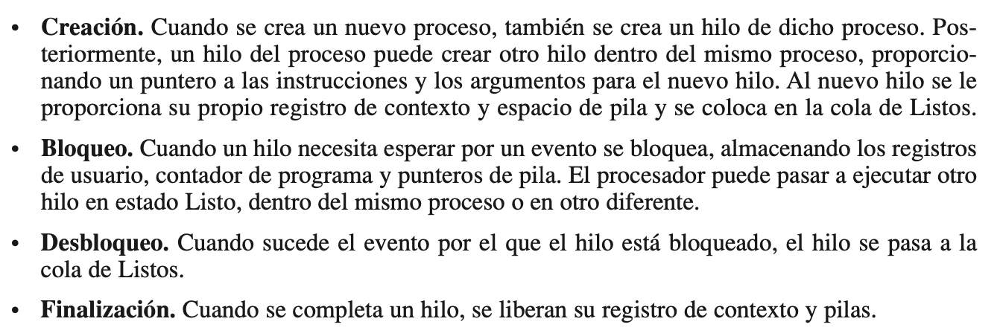 • Creación. Cuando se crea un nuevo proceso, también se crea un hilo de dicho proceso. Pos-
teriormente, un hilo del proceso puede crear otro hilo dentro del mismo proceso, proporcio-
nando un puntero a las instrucciones y los argumentos para el nuevo hilo. Al nuevo hilo se le
proporciona su propio registro de contexto y espacio de pila y se coloca en la cola de Listos.
• Bloqueo. Cuando un hilo necesita esperar por un evento se bloquea, almacenando los registros
de usuario, contador de programa y punteros de pila. El procesador puede pasar a ejecutar otro
hilo en estado Listo, dentro del mismo proceso o en otro diferente.
• Desbloqueo. Cuando sucede el evento por el que el hilo está bloqueado, el hilo se pasa a la
cola de Listos.
• Finalización. Cuando se completa un hilo, se liberan su registro de contexto y pilas.